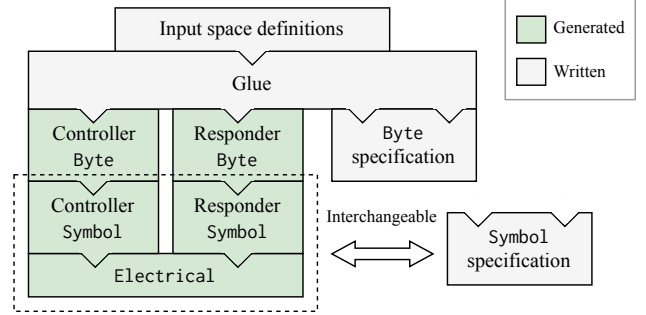 Input space definitions
Generated
Written
Glue
Controller
Byte
Responder
Byte
Byte
specification
Controller
Symbol
Responder
Symbol
Interchangeable
Symbol
specification
Electrical